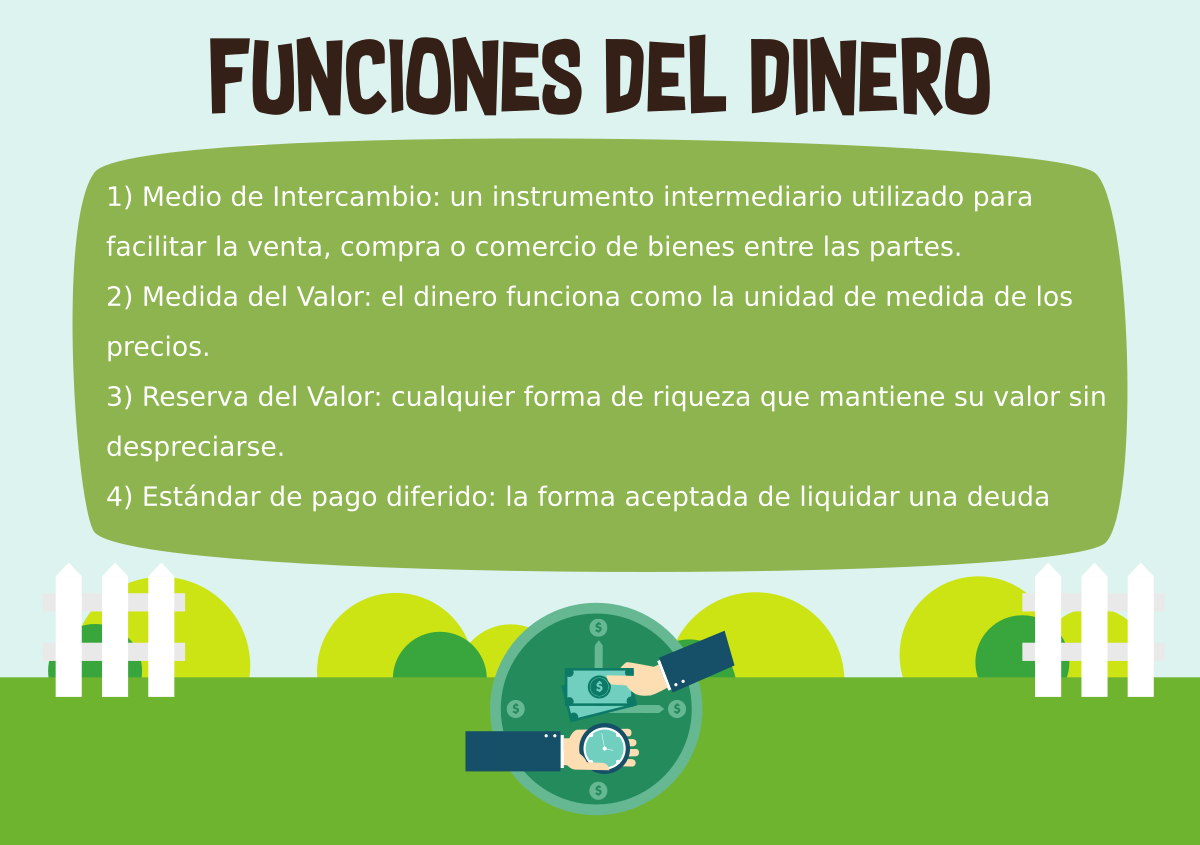 FUNCIONES DEL DINERO
1) Medio de Intercambio: un instrumento intermediario utilizado para
facilitar la venta, compra o comercio de bienes entre las partes.
2) Medida del Valor: el dinero funciona como la unidad de medida de los
precios.
3) Reserva del Valor: cualquier forma de riqueza que mantiene su valor sin
despreciarse.
4) Estándar de pago diferido: la forma aceptada de liquidar una deuda
$
$
$
$
$